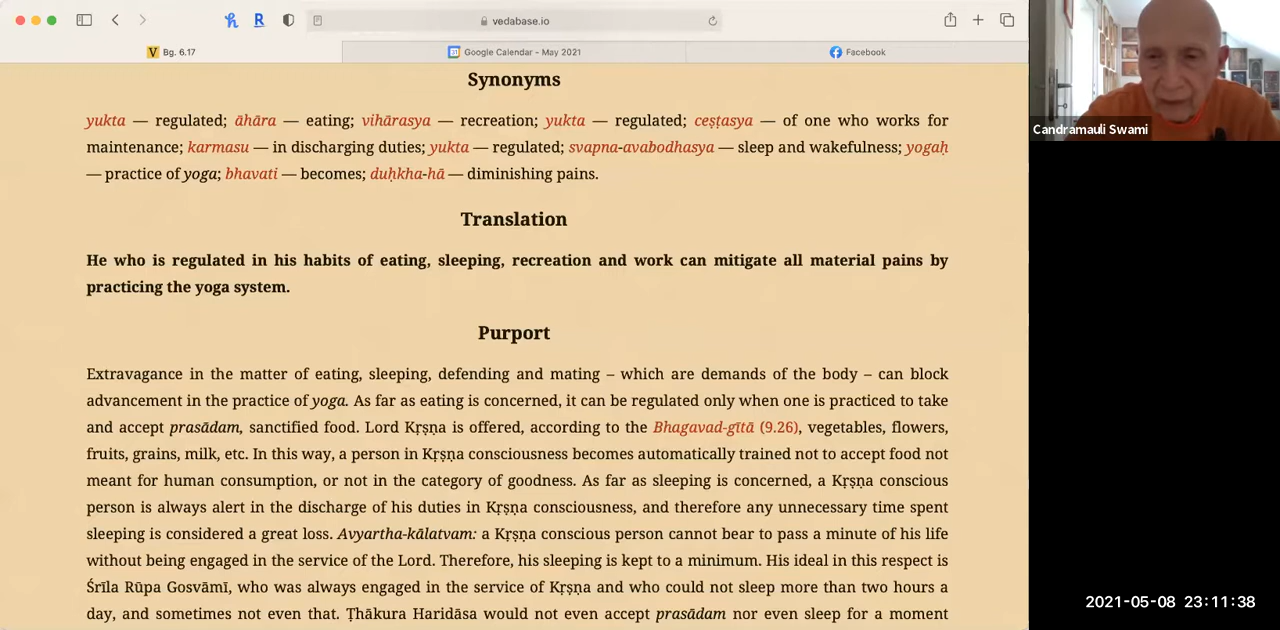 vedabase.io
Bg. 6.17
Google Calendar - May 2021
Facebook
Synonyms
yukta — regulated; āhāra — eating; vihārasya — recreation; yukta — regulated; ceṣṭasya — of one who works for
maintenance; karmasu — in discharging duties; yukta — regulated; svapna-avabodhasya — sleep and wakefulness; yogaḥ
— practice of yoga; bhavati — becomes; duḥkha-hā — diminishing pains.
Translation
He who is regulated in his habits of eating, sleeping, recreation and work can mitigate all material pains by
practicing the yoga system.
Purport
Extravagance in the matter of eating, sleeping, defending and mating – which are demands of the body – can block
advancement in the practice of yoga. As far as eating is concerned, it can be regulated only when one is practiced to take
and accept prasādam, sanctified food. Lord Kṛṣṇa is offered, according to the Bhagavad-gītā (9.26), vegetables, flowers,
fruits, grains, milk, etc. In this way, a person in Kṛṣṇa consciousness becomes automatically trained not to accept food not
meant for human consumption, or not in the category of goodness. As far as sleeping is concerned, a Kṛṣṇa conscious
person is always alert in the discharge of his duties in Kṛṣṇa consciousness, and therefore any unnecessary time spent
sleeping is considered a great loss. Avyartha-kālatvam: a Kṛṣṇa conscious person cannot bear to pass a minute of his life
without being engaged in the service of the Lord. Therefore, his sleeping is kept to a minimum. His ideal in this respect is
Śrīla Rūpa Gosvāmī, who was always engaged in the service of Kṛṣṇa and who could not sleep more than two hours a
day, and sometimes not even that. Ṭhākura Haridāsa would not even accept prasādam nor even sleep for a moment
Candramauli Swami
2021-05-08 23:11:38